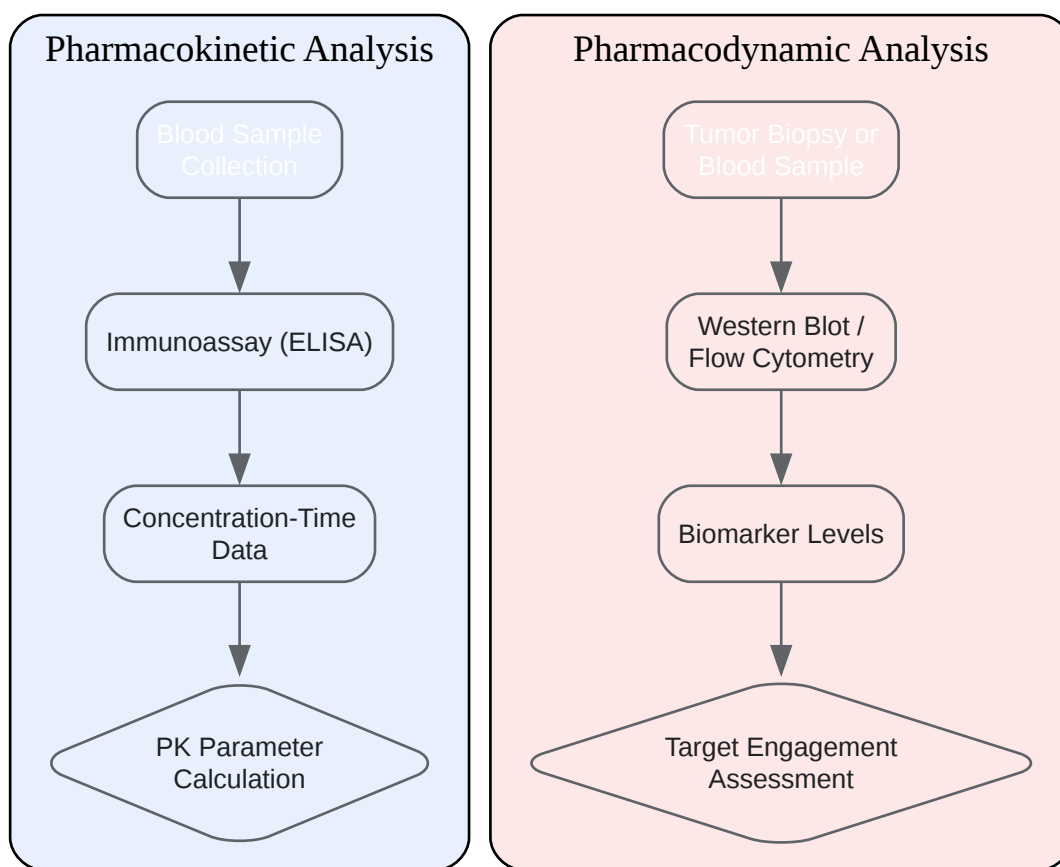 Pharmacokinetic Analysis
Blood Sample
Collection
Immunoassay (ELISA)
Concentration-Time
Data
PK Parameter
Calculation
Pharmacodynamic Analysis
Tumor Biopsy or
Blood Sample
Western Blot /
Flow Cytometry
Biomarker Levels
Target Engagement
Assessment